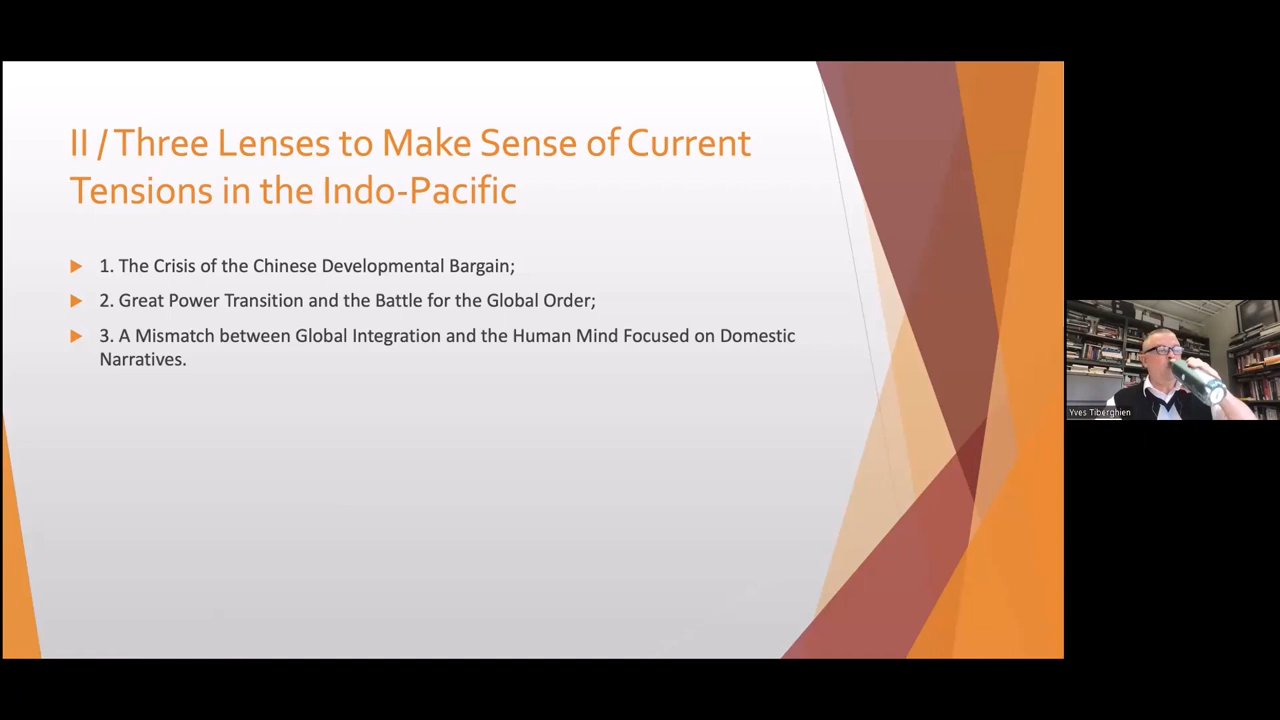 II / Three Lenses to Make Sense of Current
Tensions in the Indo-Pacific
1. The Crisis of the Chinese Developmental Bargain;
2. Great Power Transition and the Battle for the Global Order;
3. A Mismatch between Global Integration and the Human Mind Focused on Domestic
Narratives.
Yves Tiberghien